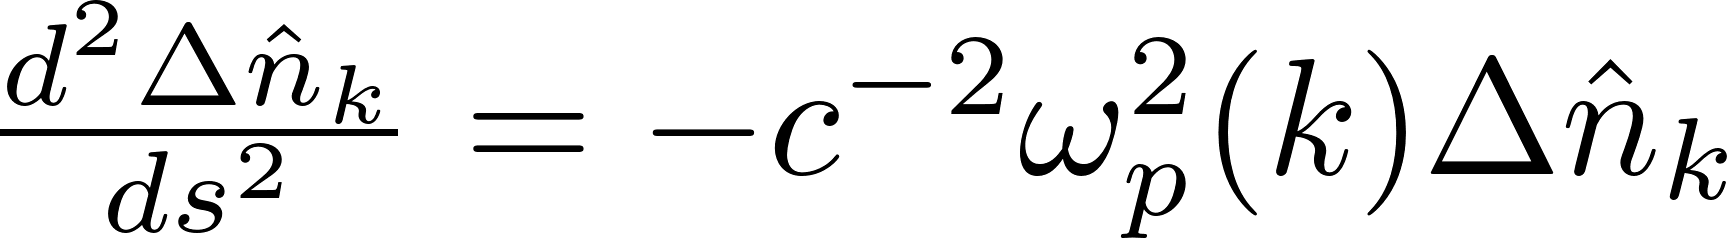 \frac{d^2 \Delta \hat{n}_k}{ds^2} = -c^{-2} \omega_p^2(k) \Delta \hat{n}_k